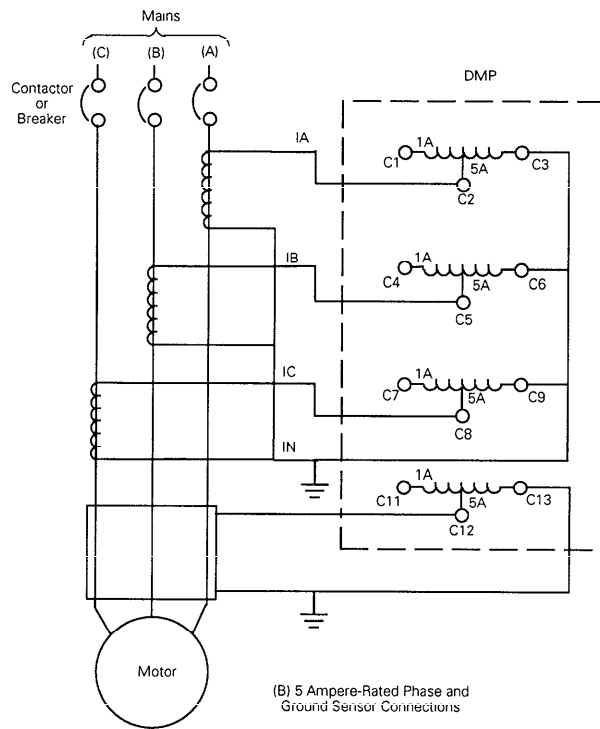 Mains
(C) (B) (A)
Contactor
or
Breaker
DMP
IA
1A
C1
5A
C3
C2
IB
1A
C4
5A
C6
C5
IC
1A
C7
5A
C9
C8
IN
1A
C11
5A
C13
C12
Motor
(B) 5 Ampere-Rated Phase and
Ground Sensor Connections